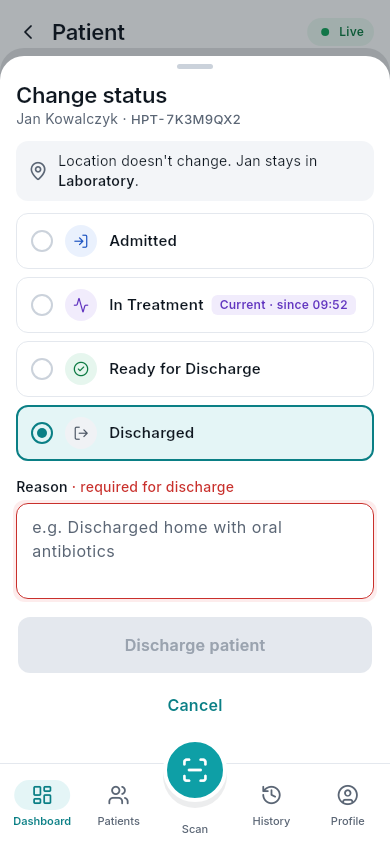 Patient
Live
Change status
Jan Kowalczyk · HPT-7K3M9QX2
Location doesn't change. Jan stays in
Laboratory.
Admitted
In Treatment
Current · since 09:52
Ready for Discharge
Discharged
Reason · required for discharge
e.g. Discharged home with oral
antibiotics
Discharge patient
Cancel
Dashboard
Patients
Scan
History
Profile